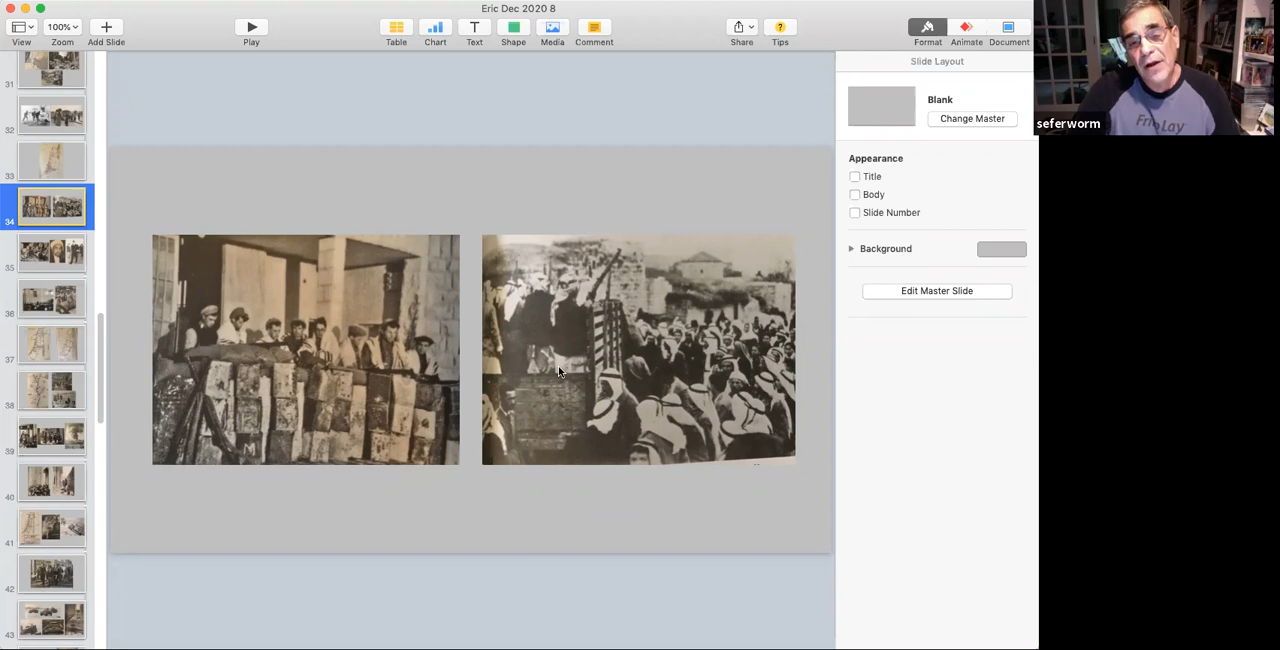 Eric Dec 2020 8
100%
View
Zoom
Add Slide
Play
Table
Chart
Text
Shape
Media
Comment
Share
Tips
Format
Animate
Document
31
32
33
34
35
36
37
38
39
40
41
42
43
Slide Layout
Blank
Change Master
Appearance
Title
Body
Slide Number
Background
Edit Master Slide
seferworm